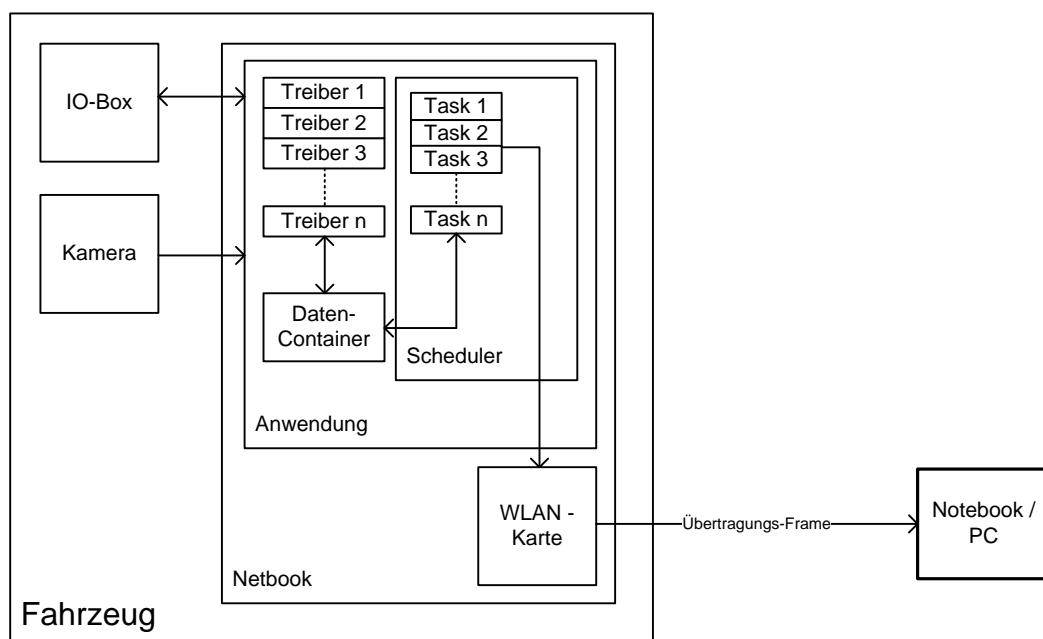 IO-Box
Kamera
Treiber 1
Treiber 2
Treiber 3
Treiber n
Daten-
Container
Task 1
Task 2
Task 3
Task n
Scheduler
Anwendung
WLAN -
Karte
Netbook
Fahrzeug
Übertragungs-Frame
Notebook /
PC